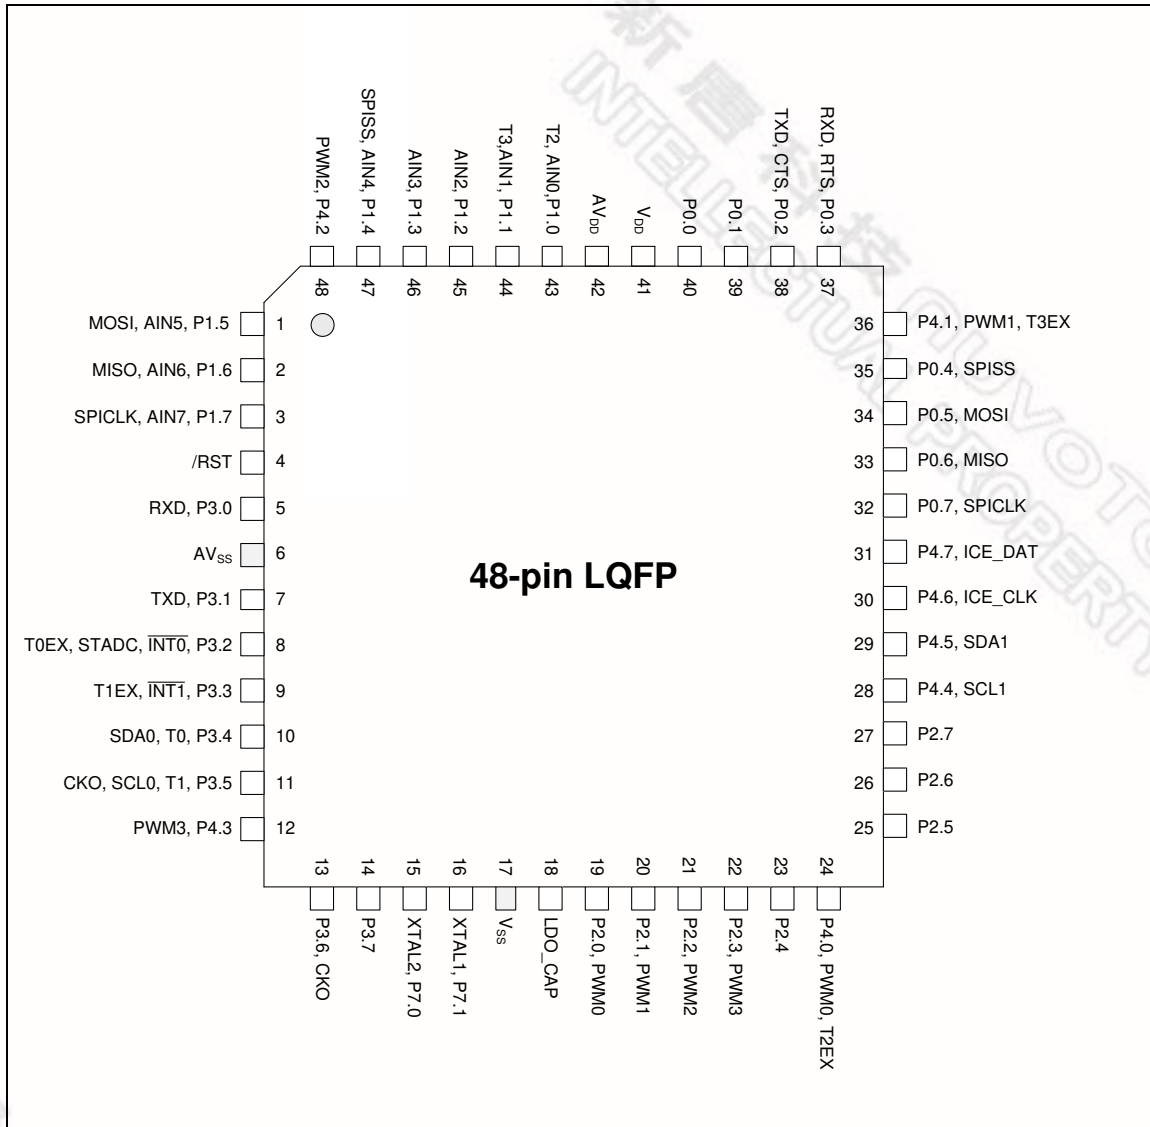 新唐科技 nuvoTon
INTELLECTUAL PROPERTY
PWM2, P4.2
SPISS, AIN4, P1.4
AIN3, P1.3
AIN2, P1.2
T3,AIN1, P1.1
T2, AIN0,P1.0
AVDD
VDD
P0.0
P0.1
TXD, CTS, P0.2
RXD, RTS, P0.3
48 47 46 45 44 43 42 41 40 39 38 37
MOSI, AIN5, P1.5 1
MISO, AIN6, P1.6 2
SPICLK, AIN7, P1.7 3
/RST 4
RXD, P3.0 5
AVSS 6
TXD, P3.1 7
T0EX, STADC, INT0, P3.2 8
T1EX, INT1, P3.3 9
SDA0, T0, P3.4 10
CKO, SCL0, T1, P3.5 11
PWM3, P4.3 12
48-pin LQFP
36 P4.1, PWM1, T3EX
35 P0.4, SPISS
34 P0.5, MOSI
33 P0.6, MISO
32 P0.7, SPICLK
31 P4.7, ICE_DAT
30 P4.6, ICE_CLK
29 P4.5, SDA1
28 P4.4, SCL1
27 P2.7
26 P2.6
25 P2.5
13 14 15 16 17 18 19 20 21 22 23 24
P3.6, CKO
P3.7
XTAL2, P7.0
XTAL1, P7.1
VSS
LDO_CAP
P2.0, PWM0
P2.1, PWM1
P2.2, PWM2
P2.3, PWM3
P2.4
P4.0, PWM0, T2EX